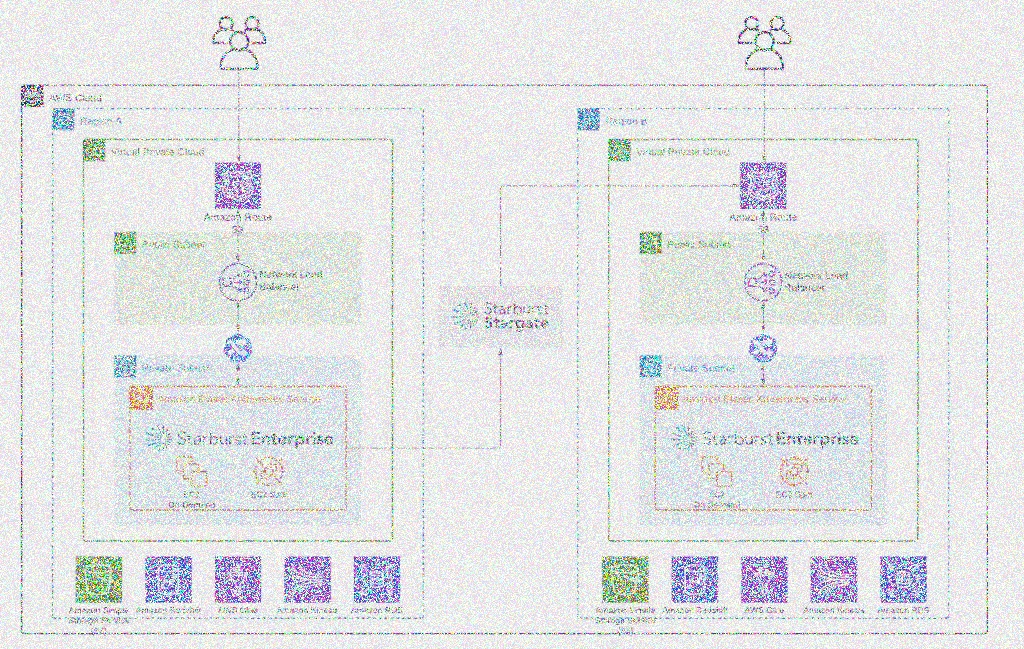 AWS Cloud
Region A
Virtual Private Cloud
Amazon Route
53
Public Subnet
Network Load
Balancer
Private Subnet
Amazon Elastic Kubernetes Service
Starburst Enterprise
EC2
On Demand
EC2 Spot
Amazon Simple
Storage Service
Amazon Redshift
AWS Glue
Amazon Kinesis
Amazon RDS
Starburst
Stargate
Region B
Virtual Private Cloud
Amazon Route
53
Public Subnet
Network Load
Balancer
Private Subnet
Amazon Elastic Kubernetes Service
Starburst Enterprise
EC2
On Demand
EC2 Spot
Amazon Simple
Storage Service
Amazon Redshift
AWS Glue
Amazon Kinesis
Amazon RDS